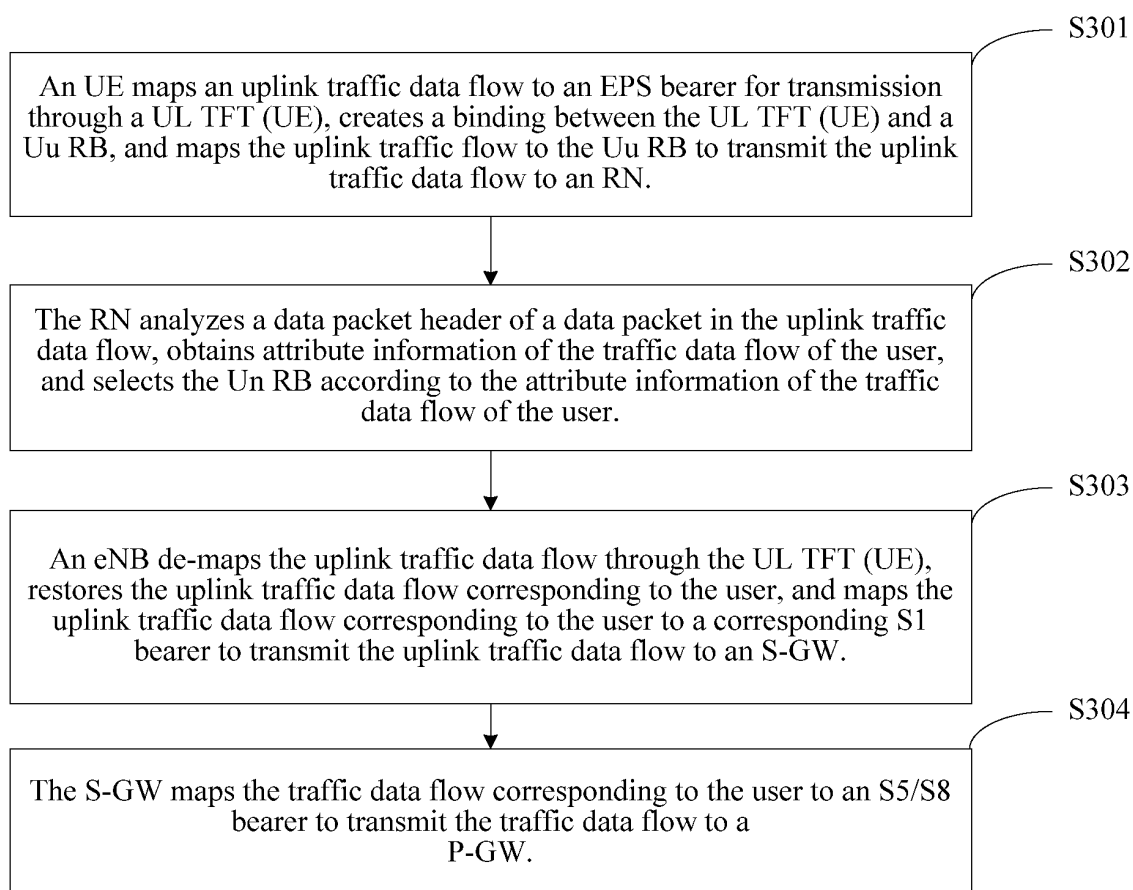 S301
An UE maps an uplink traffic data flow to an EPS bearer for transmission
through a UL TFT (UE), creates a binding between the UL TFT (UE) and a
Uu RB, and maps the uplink traffic flow to the Uu RB to transmit the uplink
traffic data flow to an RN.
S302
The RN analyzes a data packet header of a data packet in the uplink traffic
data flow, obtains attribute information of the traffic data flow of the user,
and selects the Un RB according to the attribute information of the traffic
data flow of the user.
S303
An eNB de-maps the uplink traffic data flow through the UL TFT (UE),
restores the uplink traffic data flow corresponding to the user, and maps the
uplink traffic data flow corresponding to the user to a corresponding S1
bearer to transmit the uplink traffic data flow to an S-GW.
S304
The S-GW maps the traffic data flow corresponding to the user to an S5/S8
bearer to transmit the traffic data flow to a
P-GW.